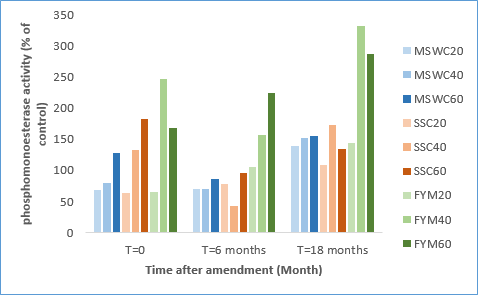 phosphomonoesterase activity (% of
control)
350
300
250
200
150
100
50
0
T=0 T=6 months T=18 months
Time after amendment (Month)
MSWC20
MSWC40
MSWC60
SSC20
SSC40
SSC60
FYM20
FYM40
FYM60